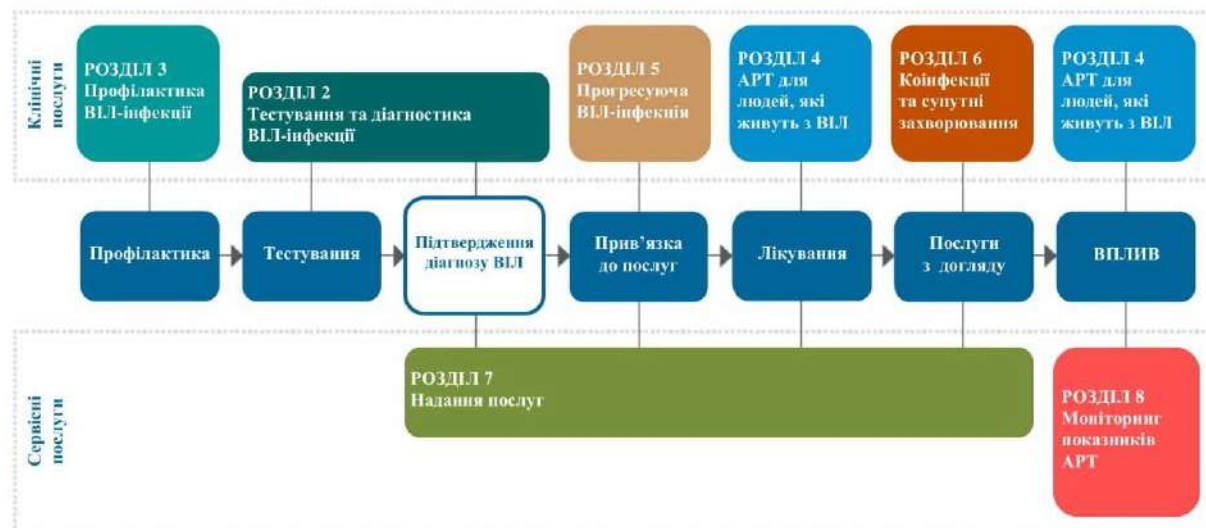 Клінічні
послуги
РОЗДІЛ 3
Профілактика
ВІЛ-інфекції
РОЗДІЛ 2
Тестування та діагностика
ВІЛ-інфекції
РОЗДІЛ 5
Прогресуюча
ВІЛ-інфекція
РОЗДІЛ 4
АРТ для
людей, які
живуть з ВІЛ
РОЗДІЛ 6
Коінфекції
та супутні
захворювання
РОЗДІЛ 4
АРТ для
людей, які
живуть з ВІЛ
Профілактика
Тестування
Підтвердження
діагнозу ВІЛ
Прив’язка
до послуг
Лікування
Послуги
з догляду
ВПЛИВ
Сервісні
послуги
РОЗДІЛ 7
Надання послуг
РОЗДІЛ 8
Моніторинг
показників
АРТ